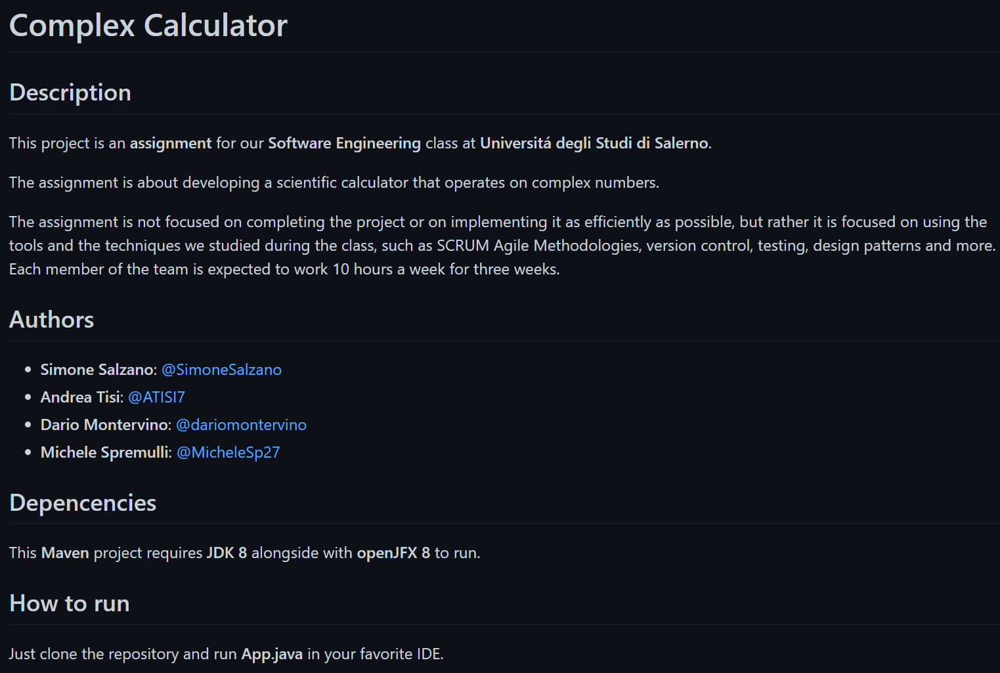 Complex Calculator
Description
This project is an assignment for our Software Engineering class at Universitá degli Studi di Salerno.
The assignment is about developing a scientific calculator that operates on complex numbers.
The assignment is not focused on completing the project or on implementing it as efficiently as possible, but rather it is focused on using the
tools and the techniques we studied during the class, such as SCRUM Agile Methodologies, version control, testing, design patterns and more.
Each member of the team is expected to work 10 hours a week for three weeks.
Authors
• Simone Salzano: @SimoneSalzano
• Andrea Tisi: @ATISI7
• Dario Montervino: @dariomontervino
• Michele Spremulli: @MicheleSp27
Depencencies
This Maven project requires JDK 8 alongside with openJFX 8 to run.
How to run
Just clone the repository and run App.java in your favorite IDE.